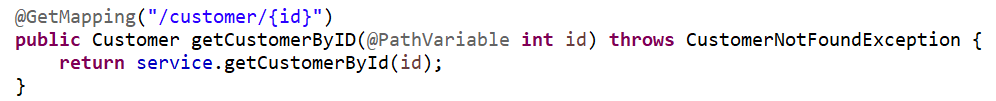 @GetMapping("/customer/{id}")
public Customer getCustomerByID(@PathVariable int id) throws CustomerNotFoundException {
    return service.getCustomerById(id);
}